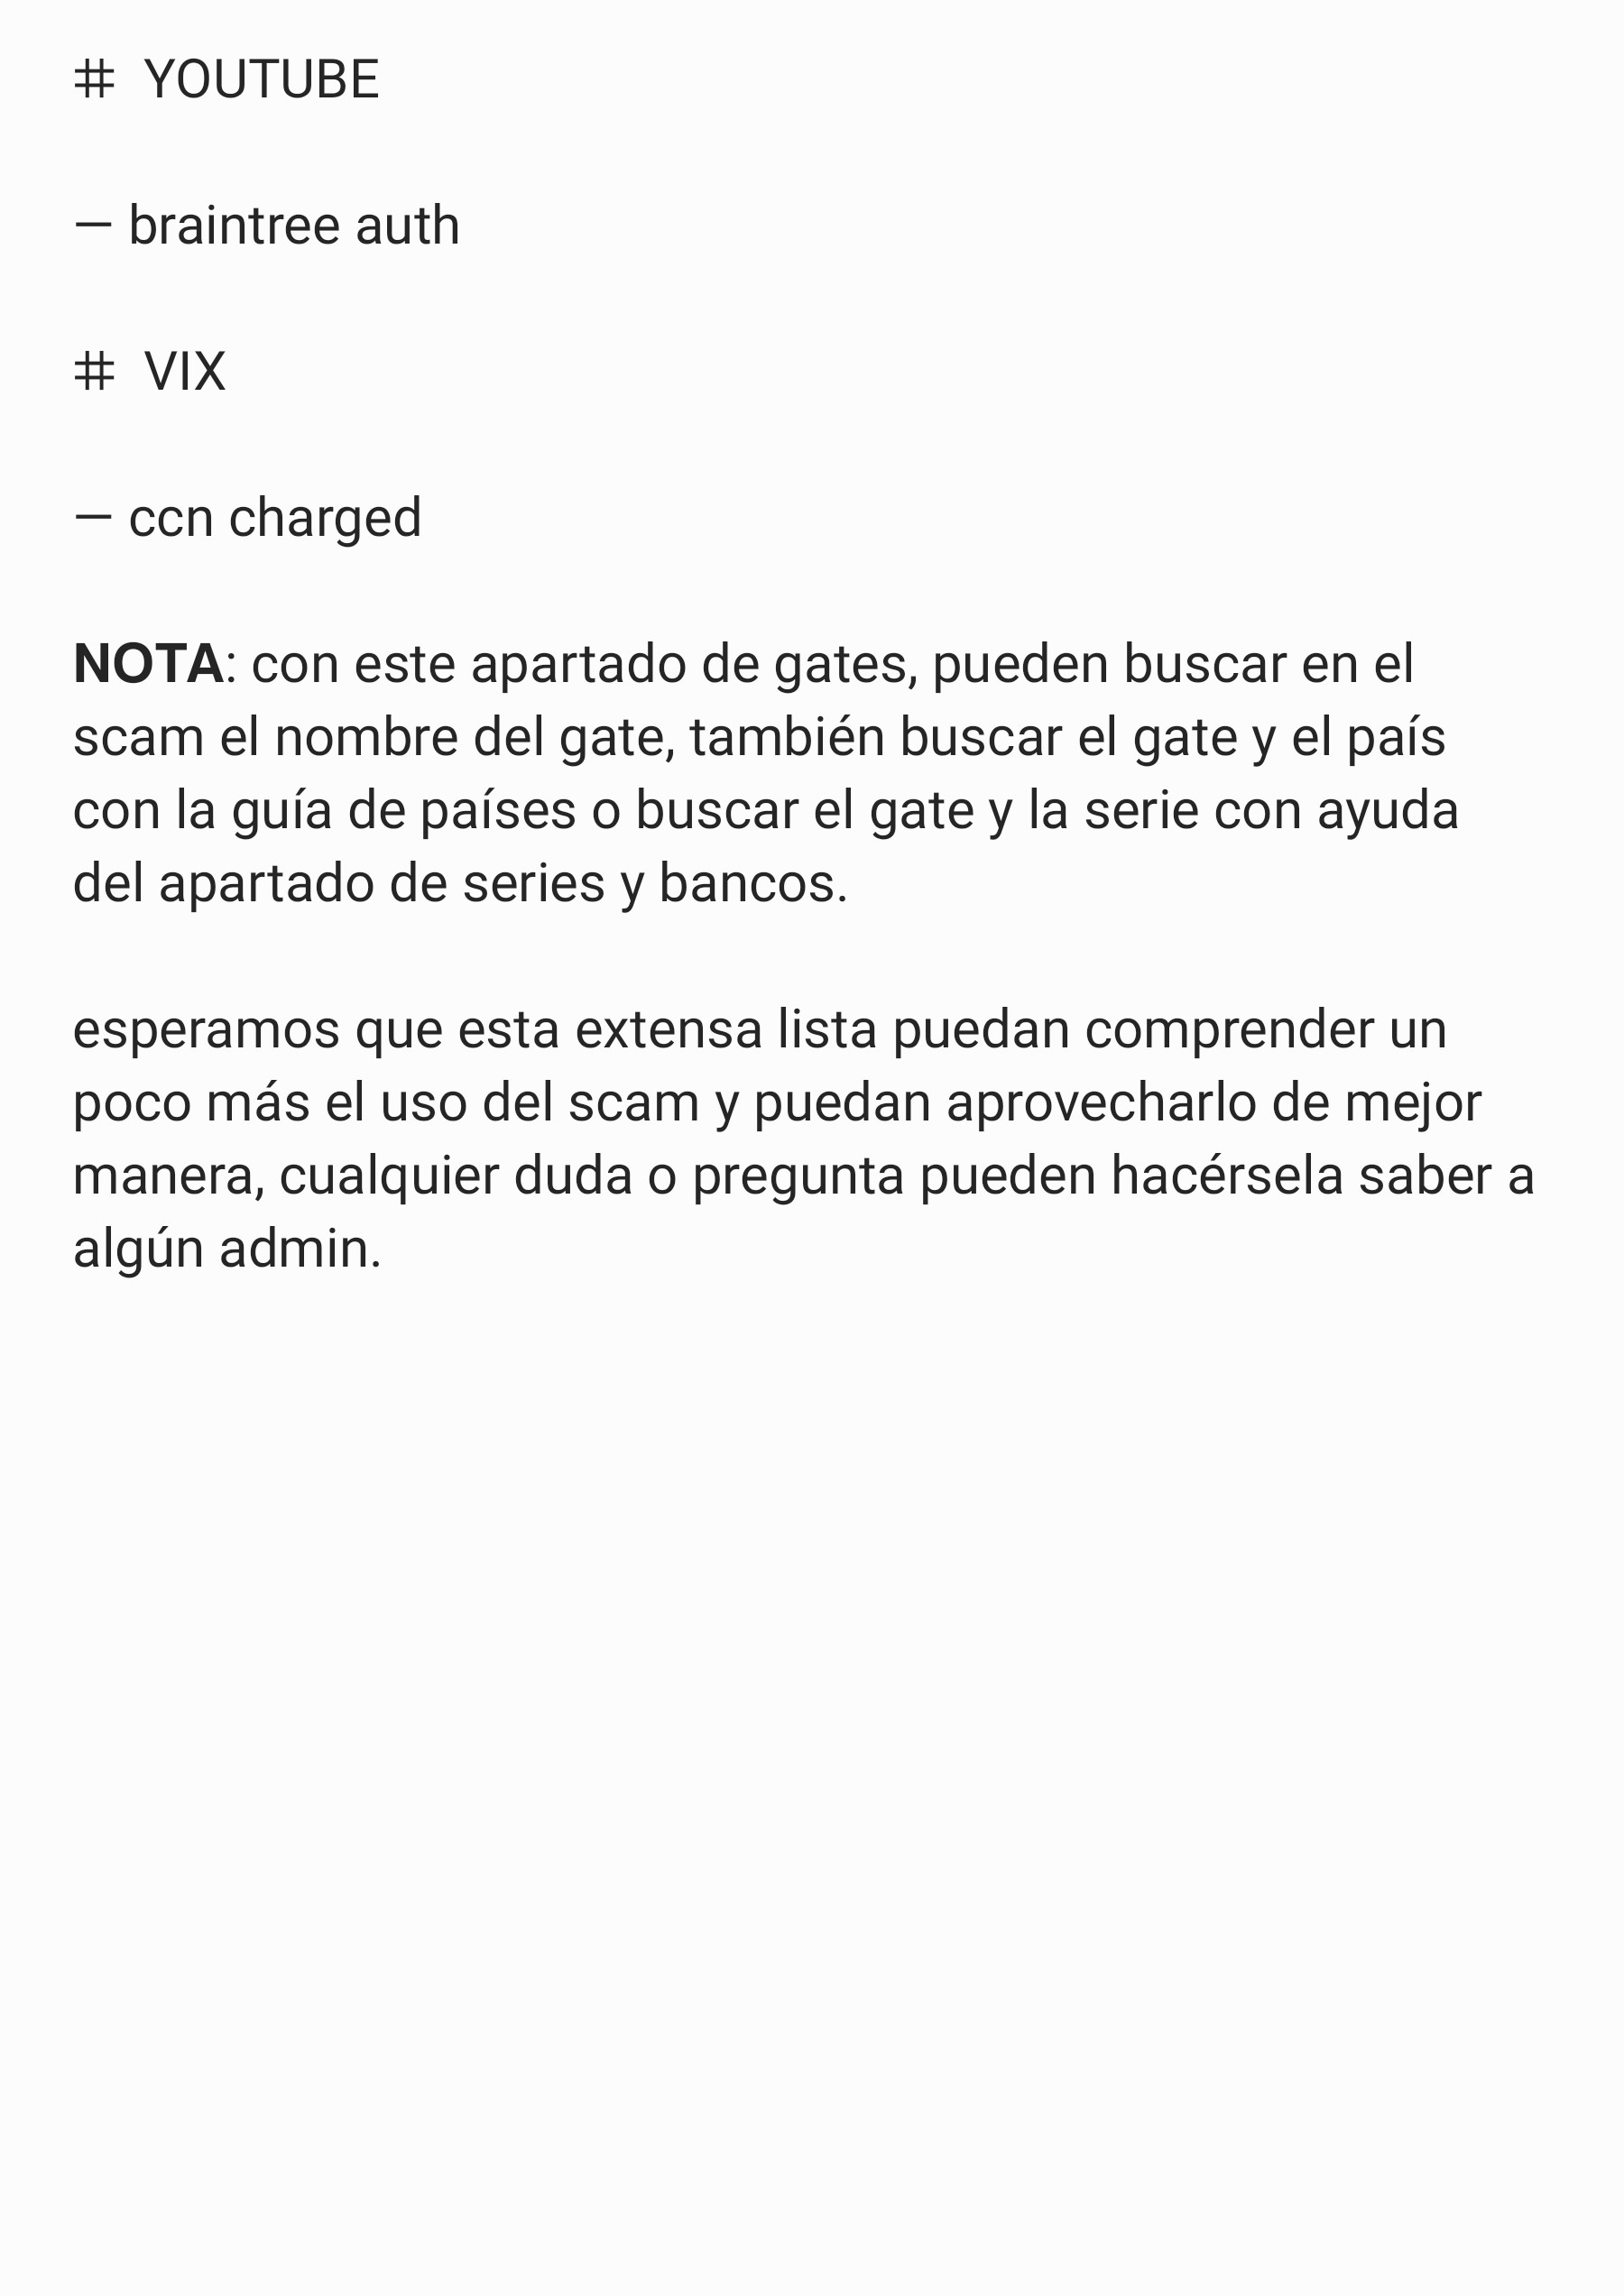 # YOUTUBE
— braintree auth
# VIX
— ccn charged
NOTA: con este apartado de gates, pueden buscar en el
scam el nombre del gate, también buscar el gate y el país
con la guía de países o buscar el gate y la serie con ayuda
del apartado de series y bancos.
esperamos que esta extensa lista puedan comprender un
poco más el uso del scam y puedan aprovecharlo de mejor
manera, cualquier duda o pregunta pueden hacérsela saber a
algún admin.